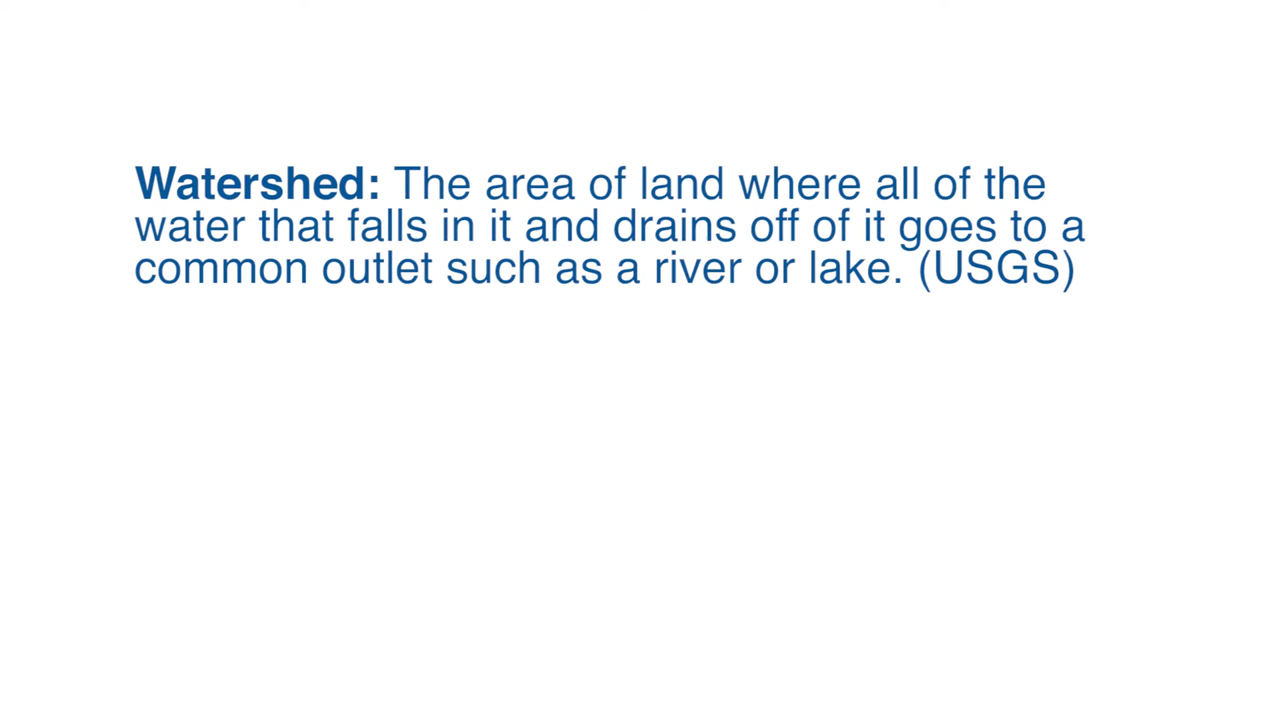 Watershed: The area of land where all of the
water that falls in it and drains off of it goes to a
common outlet such as a river or lake. (USGS)